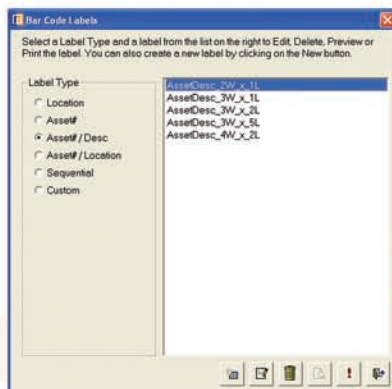 Bar Code Labels
Select a Label Type and a label from the list on the right to Edit, Delete, Preview or
Print the label. You can also create a new label by clicking on the New button.
Label Type
Location
Asset#
Asset# / Desc
Asset# / Location
Sequential
Custom
AssetDesc_2W_x_1L
AssetDesc_3W_x_1L
AssetDesc_3W_x_2L
AssetDesc_3W_x_5L
AssetDesc_4W_x_2L